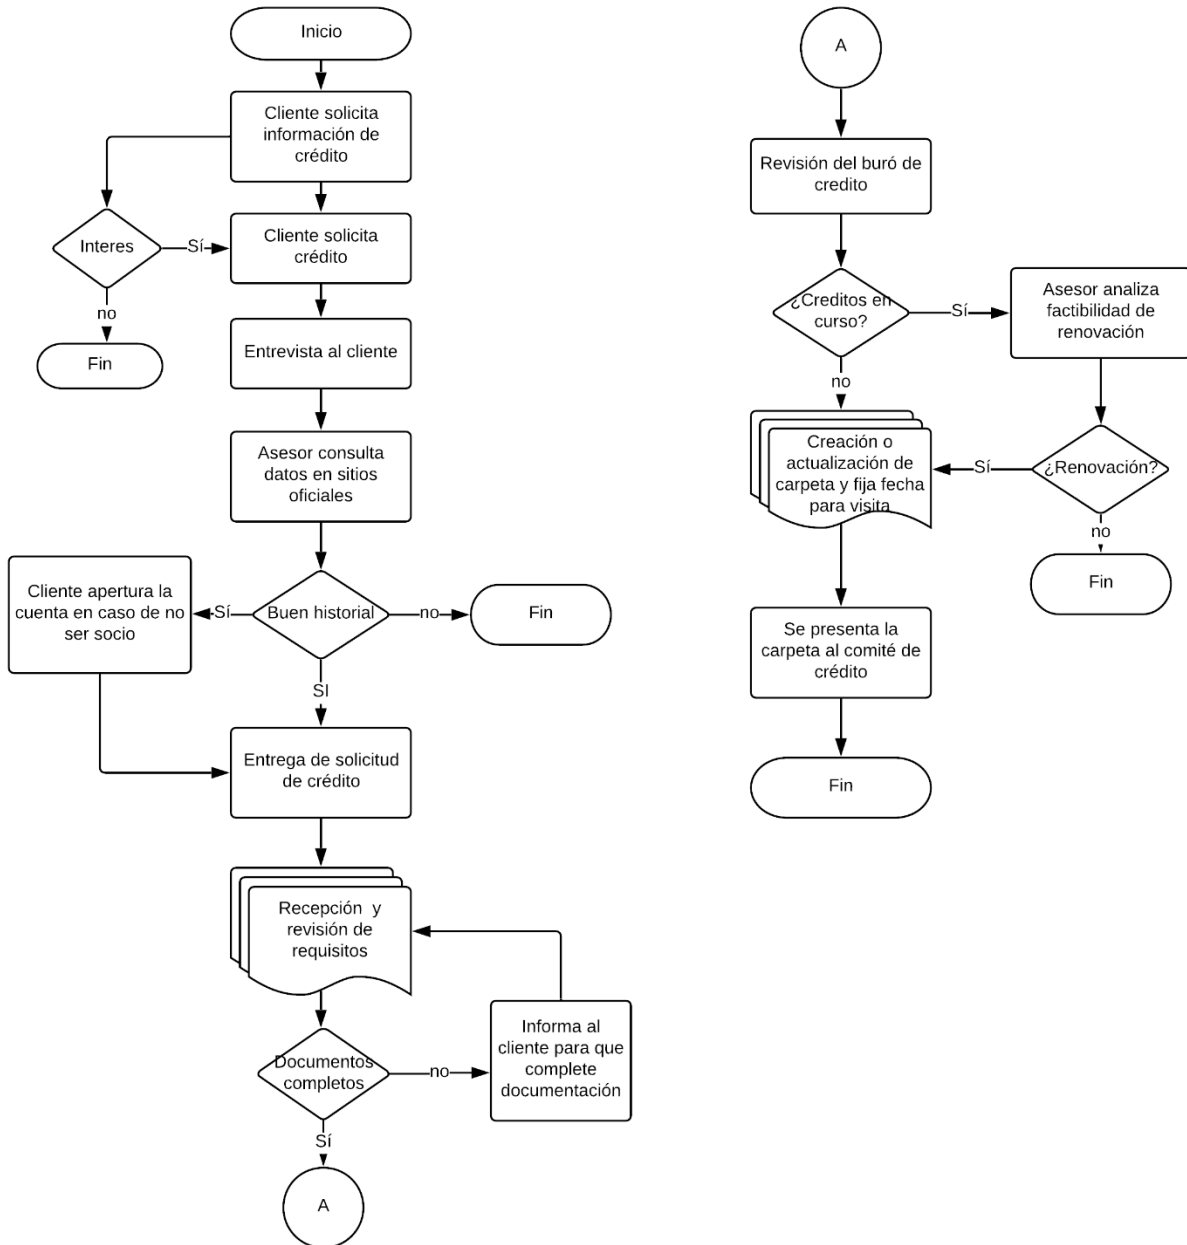 Inicio
Cliente solicita
información de
crédito
Interes
Sí
Cliente solicita
crédito
no
Fin
Entrevista al cliente
Asesor consulta
datos en sitios
oficiales
Cliente apertura la
cuenta en caso de no
ser socio
Sí
Buen historial
no
Fin
SI
Entrega de solicitud
de crédito
Recepción y
revisión de
requisitos
Informa al
cliente para que
complete
documentación
Documentos
completos
no
Sí
A
A
Revisión del buró de
credito
¿Creditos en
curso?
Sí
Asesor analiza
factibilidad de
renovación
no
Creación o
actualización de
carpeta y fija fecha
para visita
Sí
¿Renovación?
no
Fin
Se presenta la
carpeta al comité de
crédito
Fin